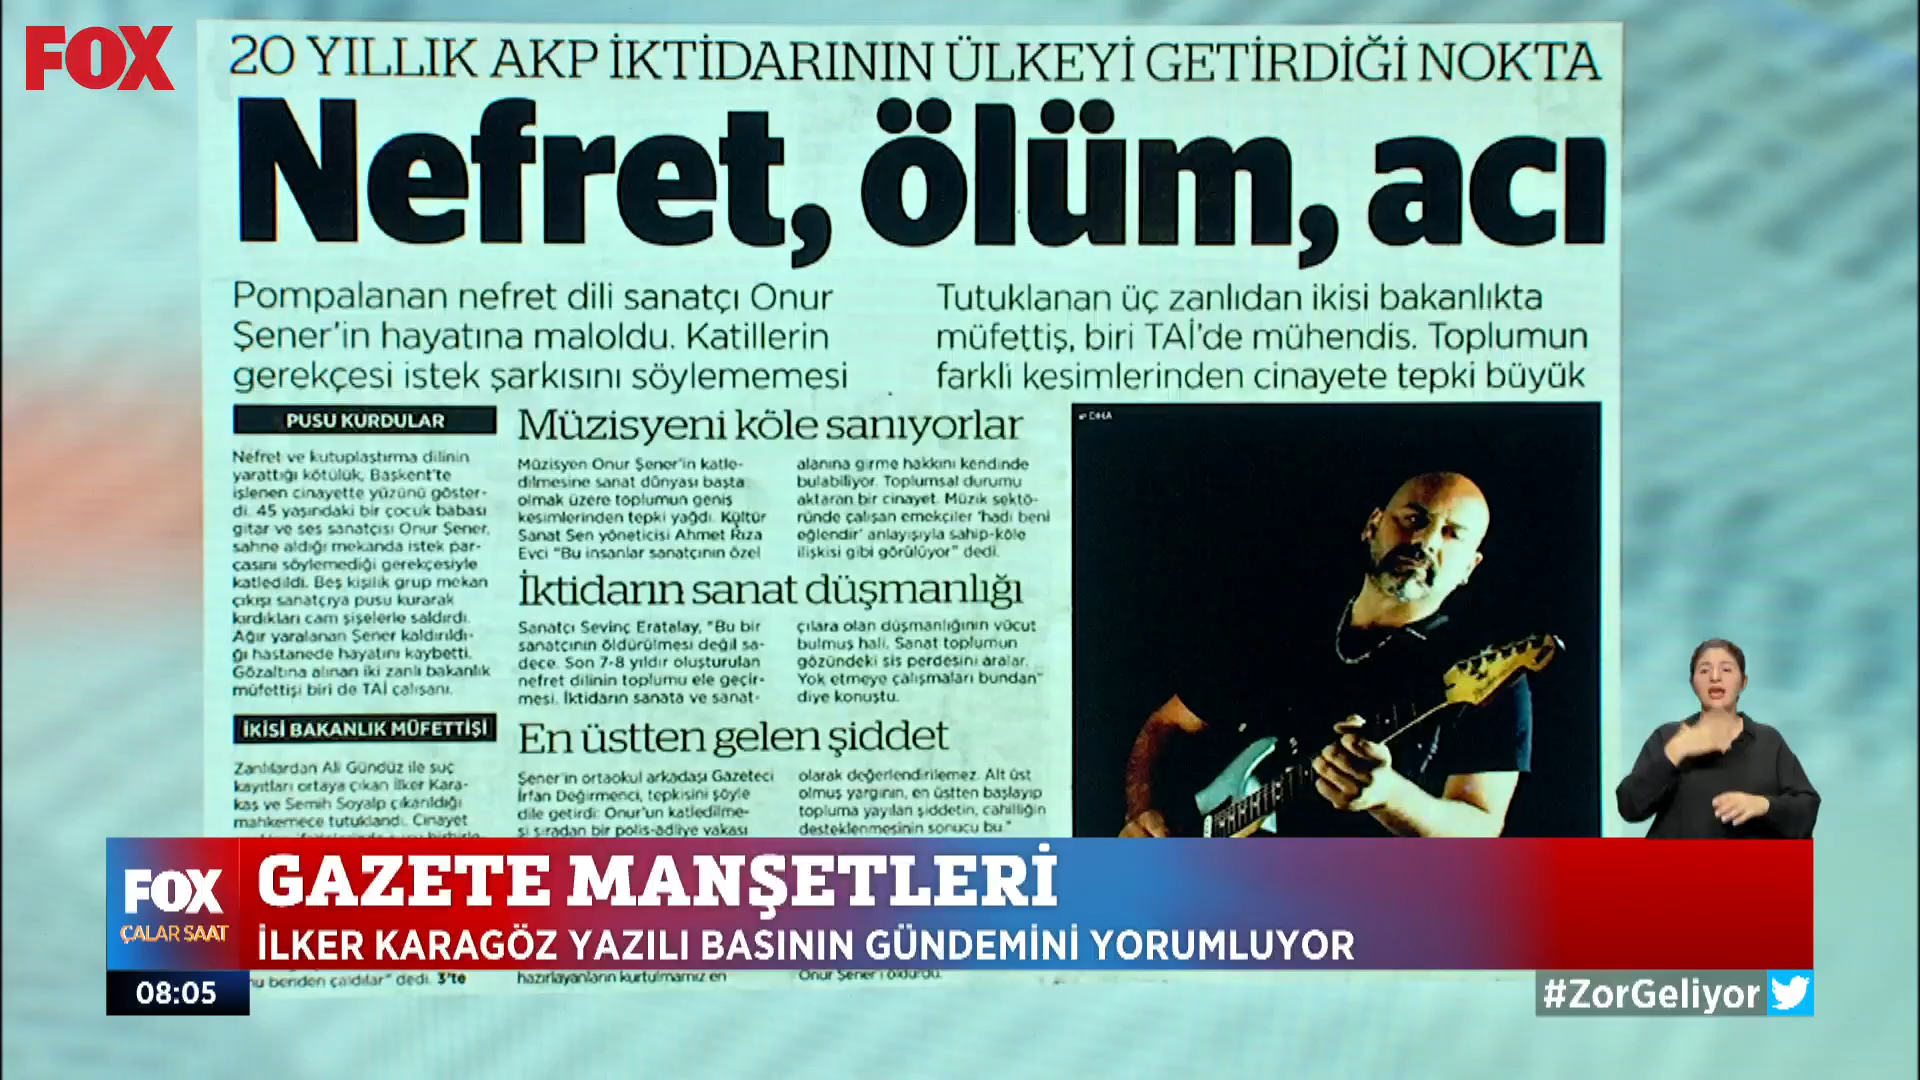 FOX
20 YILLIK AKP İKTİDARININ ÜLKEYİ GETİRDİĞİ NOKTA
Nefret, ölüm, acı
Pompalanan nefret dili sanatçı Onur
Şener'in hayatına maloldu. Katillerin
gerekçesi istek şarkısını söylememesi
Tutuklanan üç zanlıdan ikisi bakanlıkta
müfettiş, biri TAİ'de mühendis. Toplumun
farkli kesimlerinden cinayete tepki büyük
PUSU KURDULAR
Nefret ve kutuplaştırma dilinin
yarattığı kötülük, Başkent'te
işlenen cinayette yüzünü göster-
di. 45 yaşındaki bir çocuk babası
gitar ve ses sanatçısı Onur Şener,
sahne aldığı mekanda istek par-
çasını söylemediği gerekçesiyle
katledildi. Beş kişilik grup mekan
çıkışı sanatçıya pusu kurarak
kırdıkları cam şişelerle saldırdı.
Ağır yaralanan Şener kaldırıldı-
ğı hastanede hayatını kaybetti.
Gözaltına alınan iki zanlı bakanlık
müfettişi biri de TAİ çalışanı.
İKİSİ BAKANLIK MÜFETTİŞİ
Zanlılardan Ali Gündüz ile suç
kayıtları ortaya çıkan İlker Kara-
kaş ve Semih Soyalp çıkarıldığı
mahkemece tutuklandı. Cinayet
Müzisyeni köle sanıyorlar
Müzisyen Onur Şener'in katle-
dilmesine sanat dünyası başta
olmak üzere toplumun geniş
kesimlerinden tepki yağdı. Kültür
Sanat Sen yöneticisi Ahmet Rıza
Evci "Bu insanlar sanatçının özel
alanına girme hakkını kendinde
bulabiliyor. Toplumsal durumu
aktaran bir cinayet. Müzik sektö-
ründe çalışan emekçiler 'hadi beni
eğlendir' anlayışıyla sahip-köle
ilişkisi gibi görülüyor" dedi.
İktidarın sanat düşmanlığı
Sanatçı Sevinç Eratalay, "Bu bir
sanatçının öldürülmesi değil sa-
dece. Son 7-8 yıldır oluşturulan
nefret dilinin toplumu ele geçir-
mesi. İktidarın sanata ve sanat-
çılara olan düşmanlığının vücut
bulmuş hali. Sanat toplumun
gözündeki sis perdesini aralar.
Yok etmeye çalışmaları bundan"
diye konuştu.
En üstten gelen şiddet
Şener'in ortaokul arkadaşı Gazeteci
İrfan Değirmenci, tepkisini şöyle
dile getirdi: Onur'un katledilme-
si sıradan bir polis-adliye vakası
olarak değerlendirilemez. Alt üst
olmuş yargının, en üstten başlayıp
topluma yayılan şiddetin, cahilliğin
desteklenmesinin sonucu bu."
DHA
FOX
ÇALAR SAAT
GAZETE MANŞETLERİ
İLKER KARAGÖZ YAZILI BASININ GÜNDEMİNİ YORUMLUYOR
08:05
benden çaldılar" dedi. 3'te
hazırlayanların kurtulmamız en
Onur Şener'i öldürdü.
#ZorGeliyor